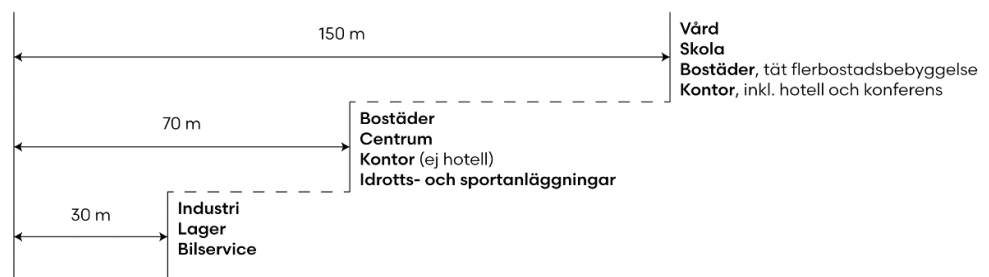 150 m
Vård
Skola
Bostäder, tät flerbostadsbebyggelse
Kontor, inkl. hotell och konferens
70 m
Bostäder
Centrum
Kontor (ej hotell)
Idrotts- och sportanläggningar
30 m
Industri
Lager
Bilservice